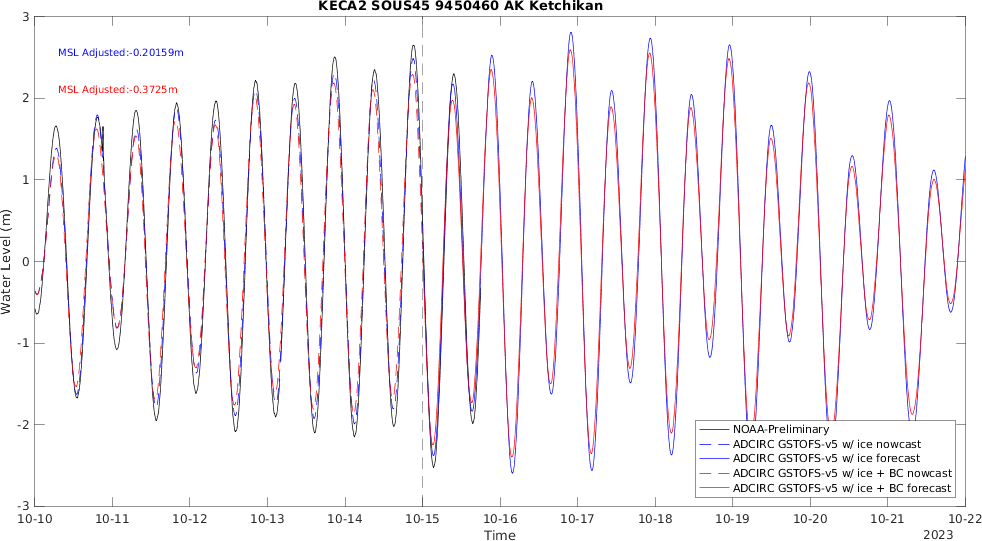 KECA2 SOUS45 9450460 AK Ketchikan
MSL Adjusted:-0.20159m
MSL Adjusted:-0.3725m
Water Level (m)
3
2
1
0
-1
-2
-3
NOAA-Preliminary
ADCIRC GSTOFS-v5 w/ ice nowcast
ADCIRC GSTOFS-v5 w/ ice forecast
ADCIRC GSTOFS-v5 w/ ice + BC nowcast
ADCIRC GSTOFS-v5 w/ ice + BC forecast
10-10 10-11 10-12 10-13 10-14 10-15 10-16 10-17 10-18 10-19 10-20 10-21 10-22
Time
2023